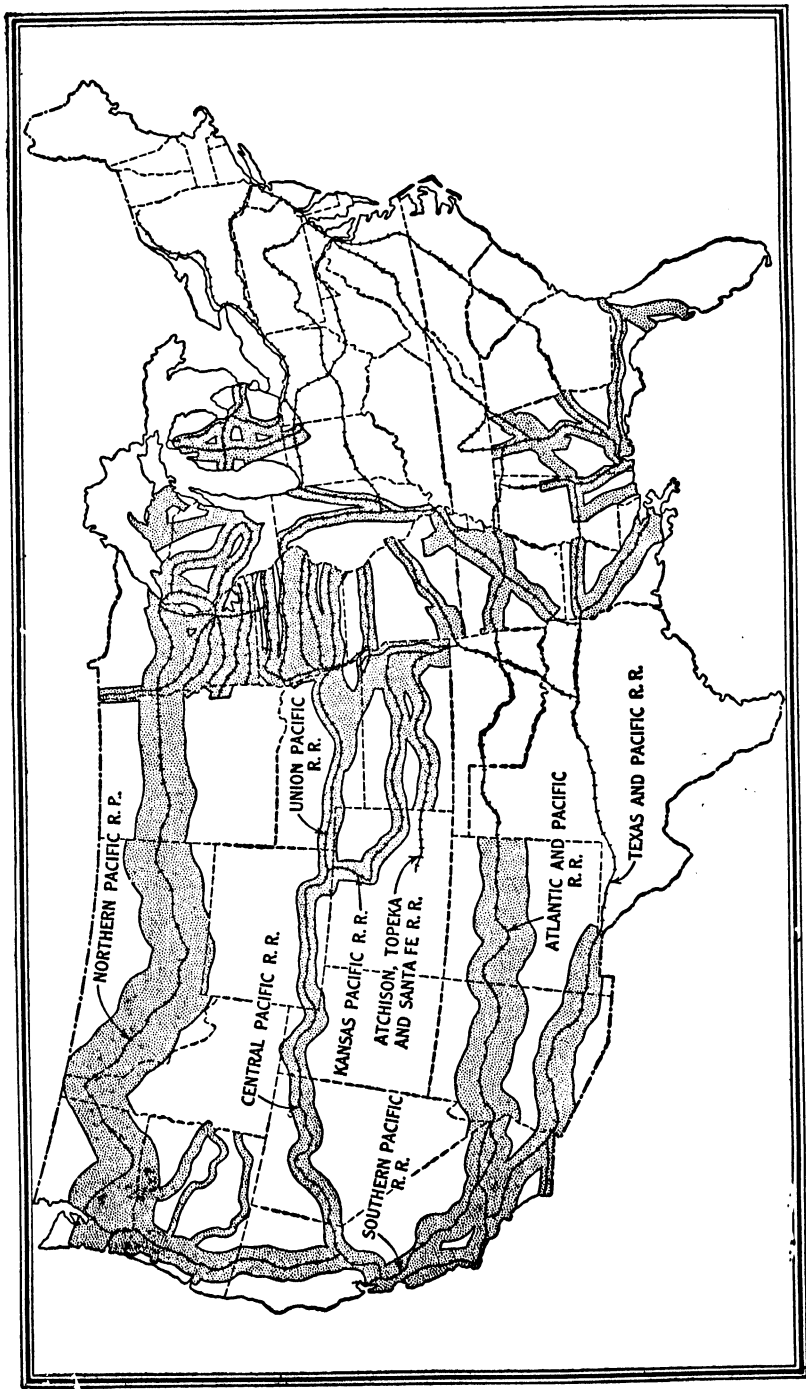 NORTHERN PACIFIC R.R.
UNION PACIFIC
R. R.
CENTRAL PACIFIC R. R.
KANSAS PACIFIC R. R.
ATCHISON, TOPEKA
AND SANTA FE R. R.
SOUTHERN PACIFIC
R. R.
ATLANTIC AND PACIFIC
R. R.
TEXAS AND PACIFIC R. R.